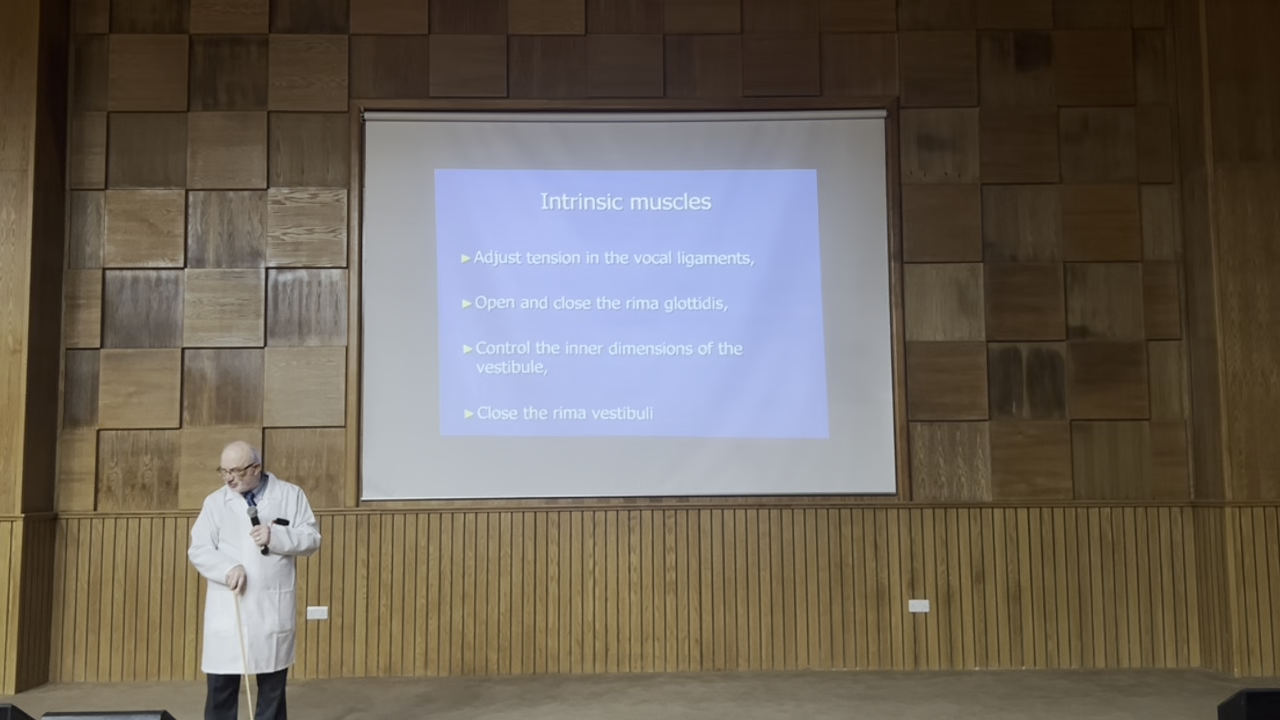 Intrinsic muscles
►Adjust tension in the vocal ligaments,
►Open and close the rima glottidis,
►Control the inner dimensions of the
vestibule,
►Close the rima vestibuli